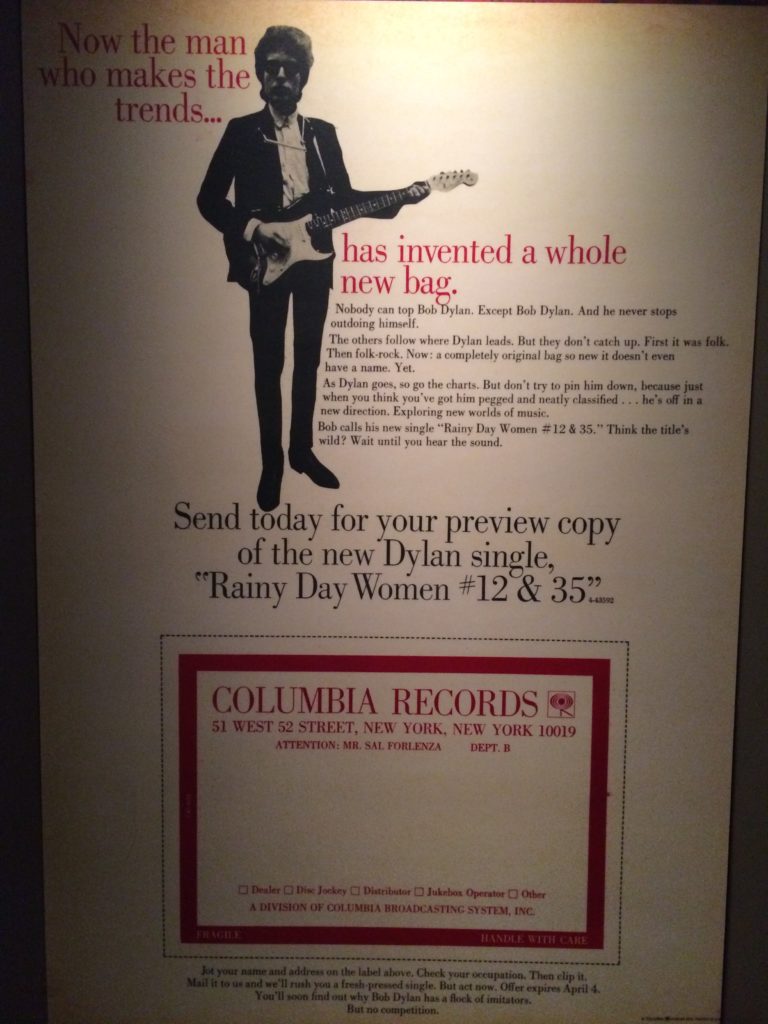 Now the man
who makes the
trends...
has invented a whole
new bag.
Nobody can top Bob Dylan. Except Bob Dylan. And he never stops
outdoing himself.
The others follow where Dylan leads. But they don't catch up. First it was folk.
Then folk-rock. Now: a completely original bag so new it doesn't even
have a name. Yet.
As Dylan goes, so go the charts. But don't try to pin him down, because just
when you think you've got him pegged and neatly classified . . . he's off in a
new direction. Exploring new worlds of music.
Bob calls his new single “Rainy Day Women #12 & 35.” Think the title's
wild? Wait until you hear the sound.
Send today for your preview copy
of the new Dylan single,
“Rainy Day Women #12 & 35” 4-43592
COLUMBIA RECORDS
51 WEST 52 STREET, NEW YORK, NEW YORK 10019
ATTENTION: MR. SAL FORLENZA DEPT. B
☐ Dealer ☐ Disc Jockey ☐ Distributor ☐ Jukebox Operator ☐ Other
A DIVISION OF COLUMBIA BROADCASTING SYSTEM, INC.
FRAGILE HANDLE WITH CARE
Jot your name and address on the label above. Check your occupation. Then clip it.
Mail it to us and we'll rush you a fresh-pressed single. But act now. Offer expires April 4.
You'll soon find out why Bob Dylan has a flock of imitators.
But no competition.